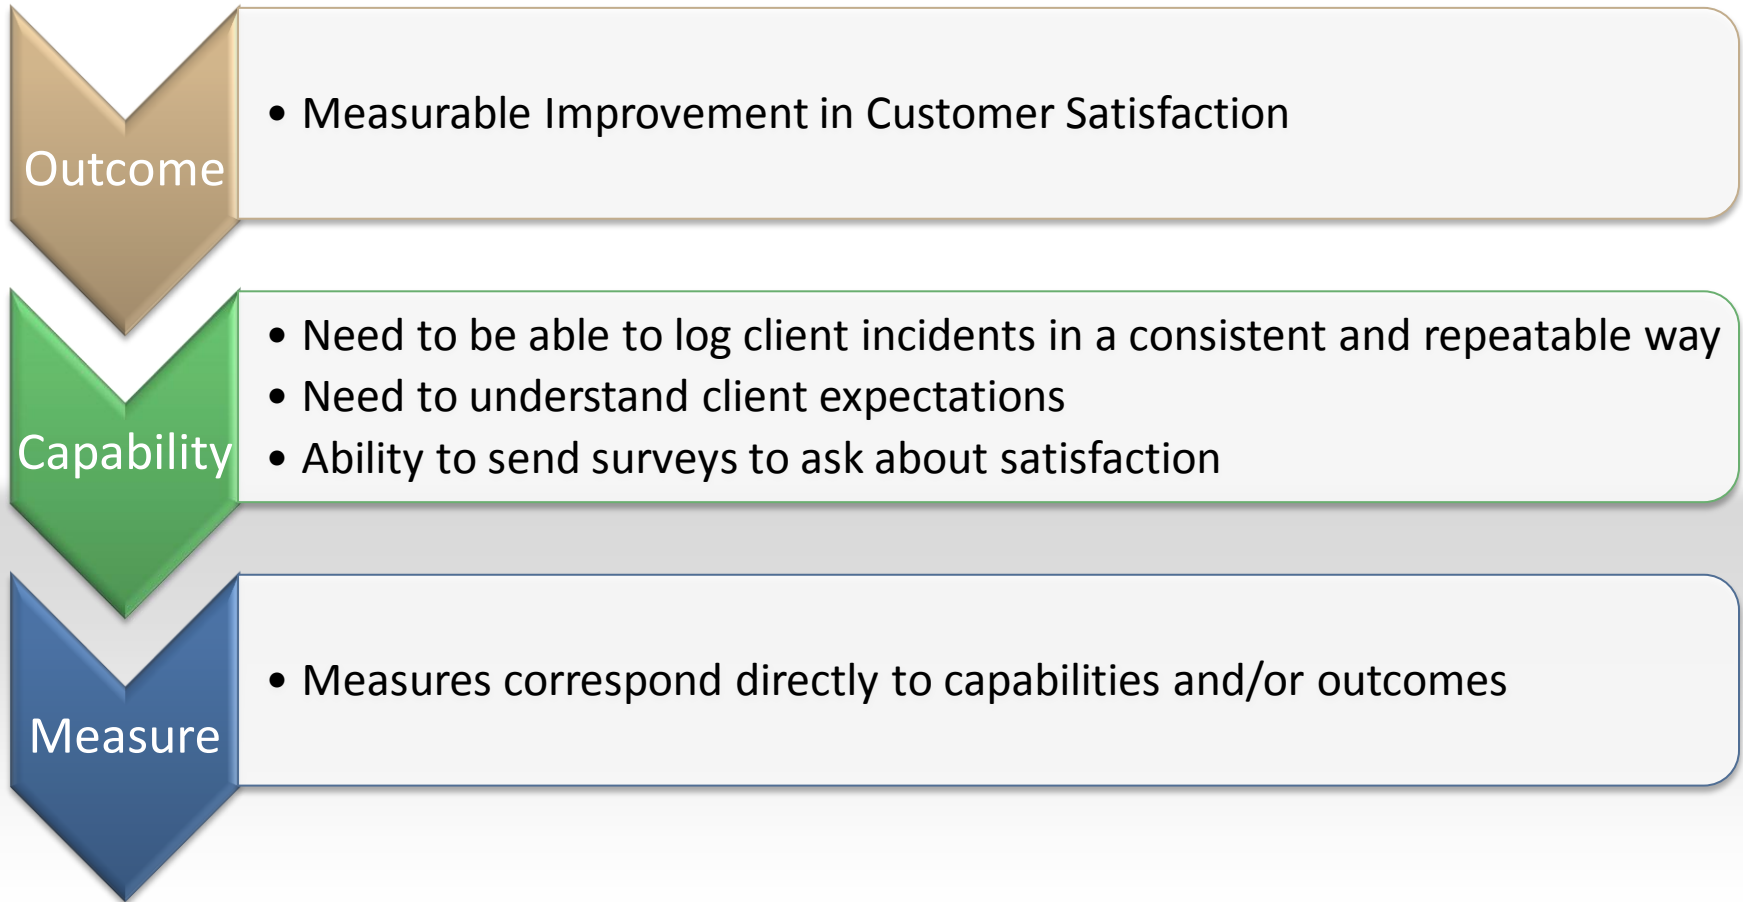 Outcome
• Measurable Improvement in Customer Satisfaction
Capability
• Need to be able to log client incidents in a consistent and repeatable way
• Need to understand client expectations
• Ability to send surveys to ask about satisfaction
Measure
• Measures correspond directly to capabilities and/or outcomes